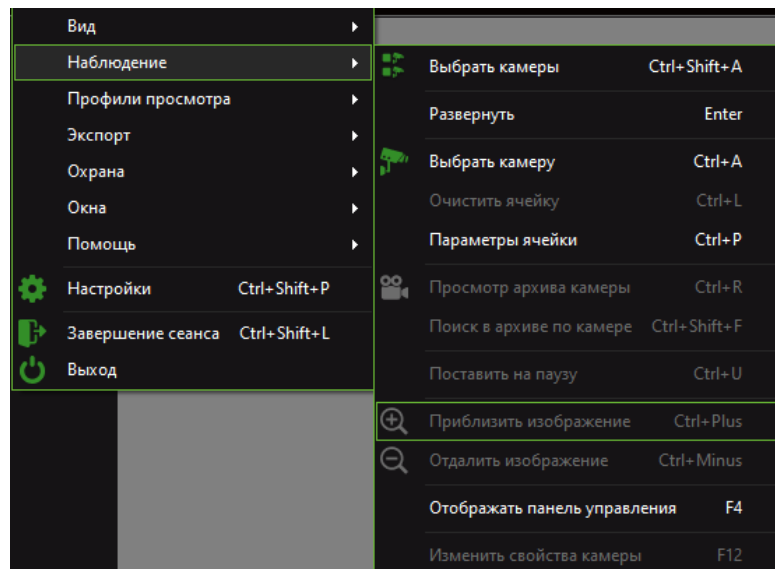 Вид
Наблюдение
Профили просмотра
Экспорт
Охрана
Окна
Помощь
Настройки Ctrl+Shift+P
Завершение сеанса Ctrl+Shift+L
Выход
Выбрать камеры Ctrl+Shift+A
Развернуть Enter
Выбрать камеру Ctrl+A
Очистить ячейку Ctrl+L
Параметры ячейки Ctrl+P
Просмотр архива камеры Ctrl+R
Поиск в архиве по камере Ctrl+Shift+F
Поставить на паузу Ctrl+U
Приблизить изображение Ctrl+Plus
Отдалить изображение Ctrl+Minus
Отображать панель управления F4
Изменить свойства камеры F12